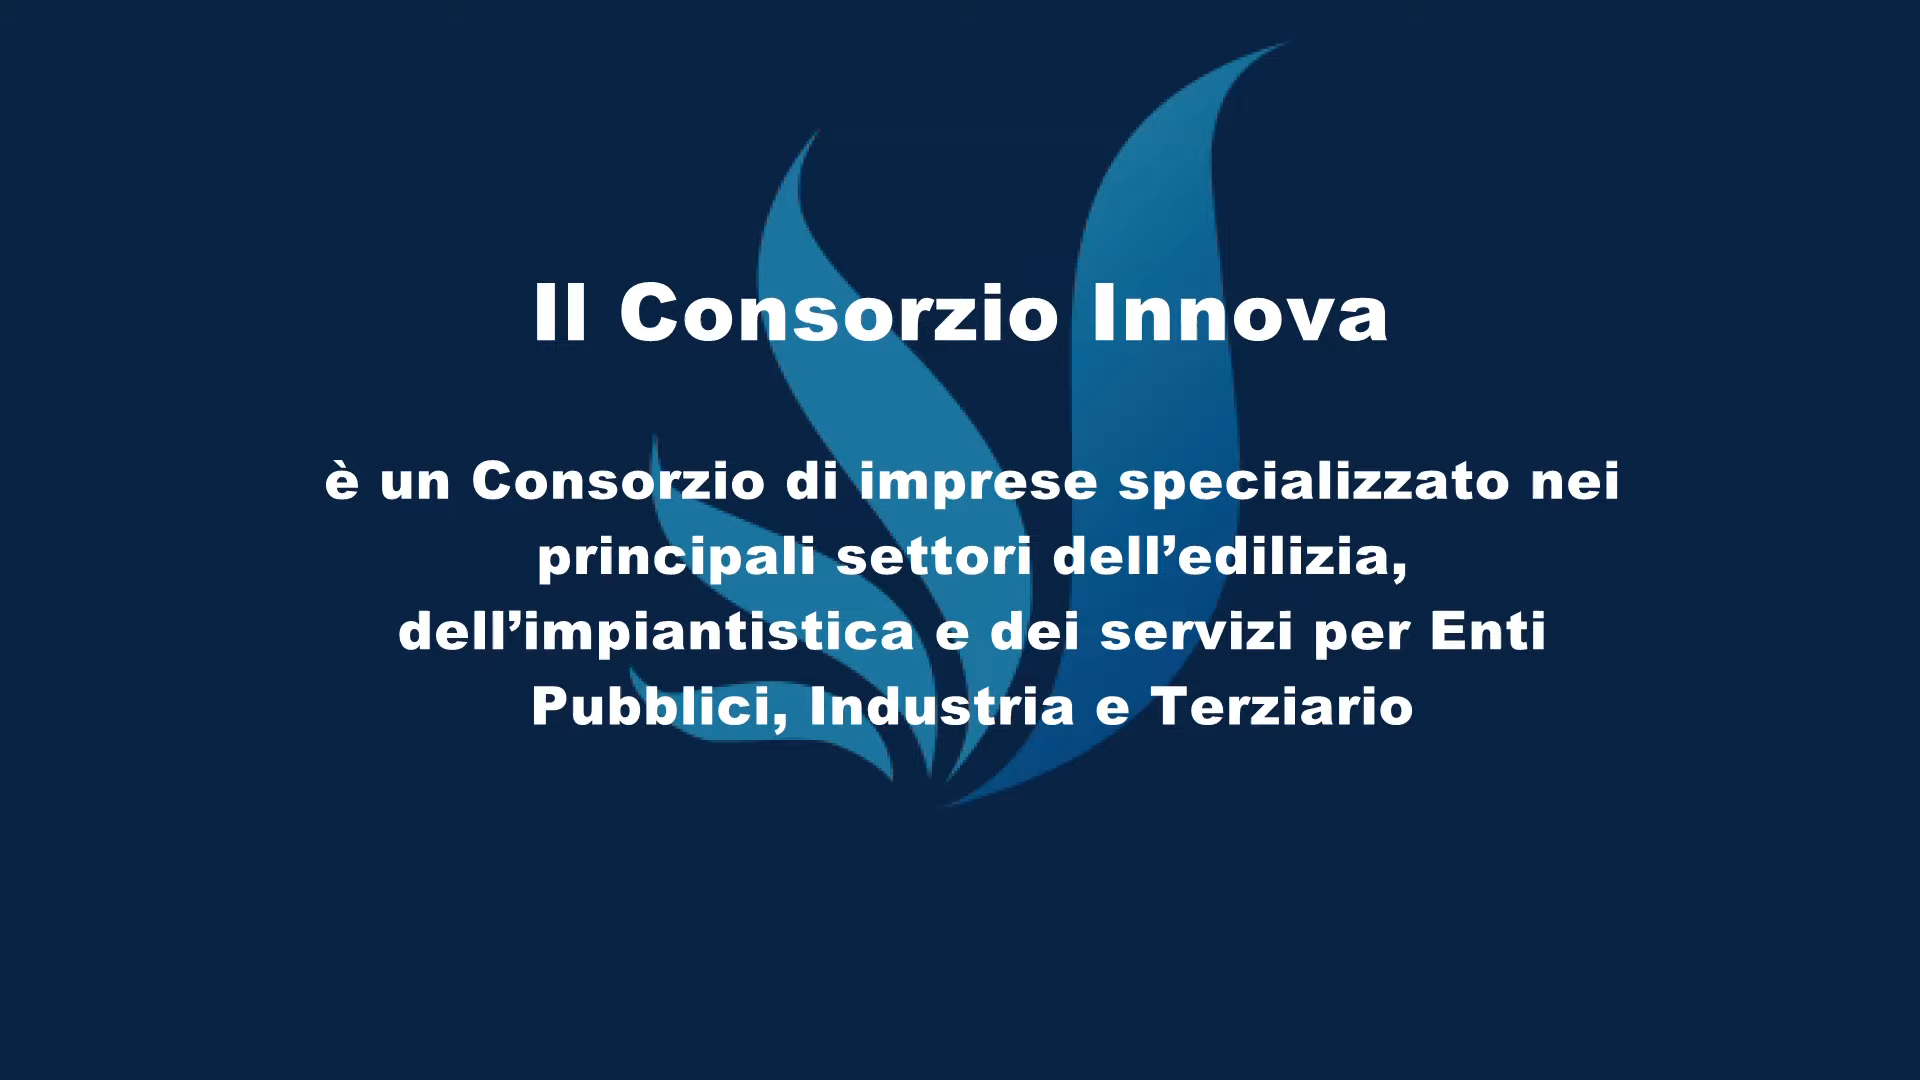 Il Consorzio Innova
è un Consorzio di imprese specializzato nei
principali settori dell’edilizia,
dell’impiantistica e dei servizi per Enti
Pubblici, Industria e Terziario